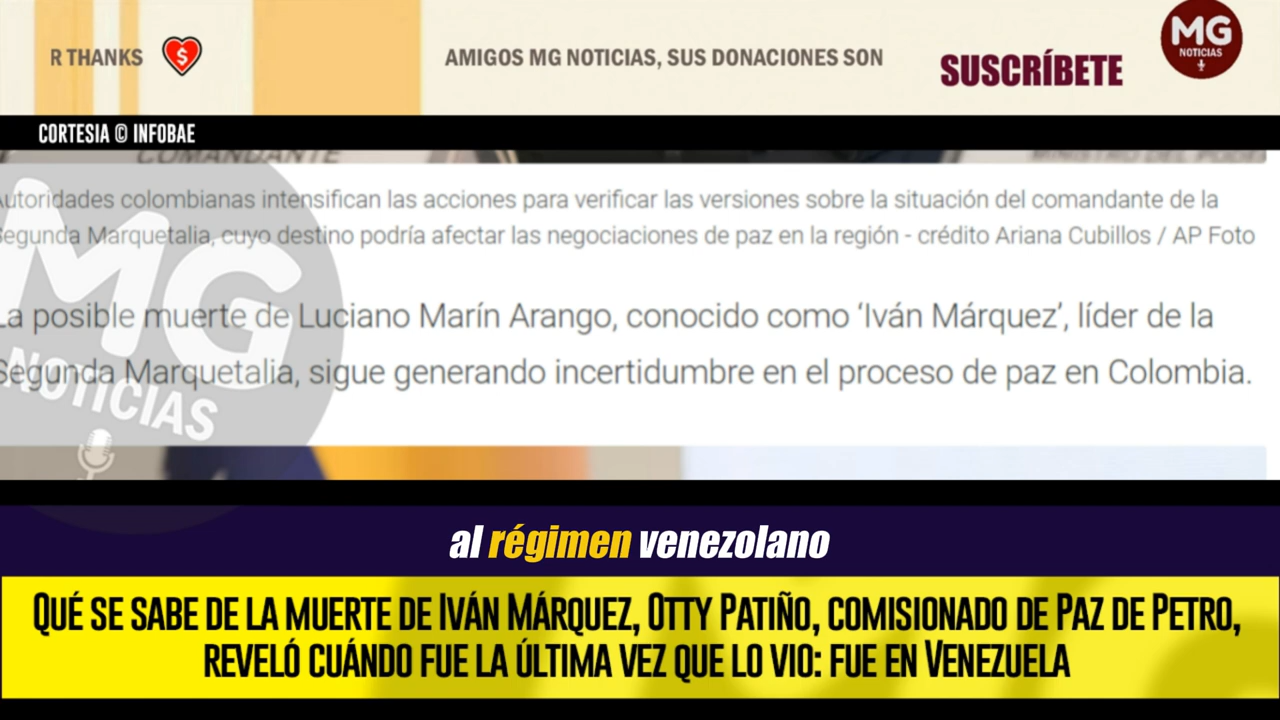 R THANKS
AMIGOS MG NOTICIAS, SUS DONACIONES SON
SUSCRÍBETE
MG
NOTICIAS
CORTESIA © INFOBAE
COMANDANTE
Autoridades colombianas intensifican las acciones para verificar las versiones sobre la situación del comandante de la
Segunda Marquetalia, cuyo destino podría afectar las negociaciones de paz en la región - crédito Ariana Cubillos / AP Foto
La posible muerte de Luciano Marín Arango, conocido como ‘Iván Márquez’, líder de la
Segunda Marquetalia, sigue generando incertidumbre en el proceso de paz en Colombia.
MG
NOTICIAS
al régimen venezolano
QUÉ SE SABE DE LA MUERTE DE IVÁN MÁRQUEZ, OTTY PATIÑO, COMISIONADO DE PAZ DE PETRO,
REVELÓ CUÁNDO FUE LA ÚLTIMA VEZ QUE LO VIO: FUE EN VENEZUELA